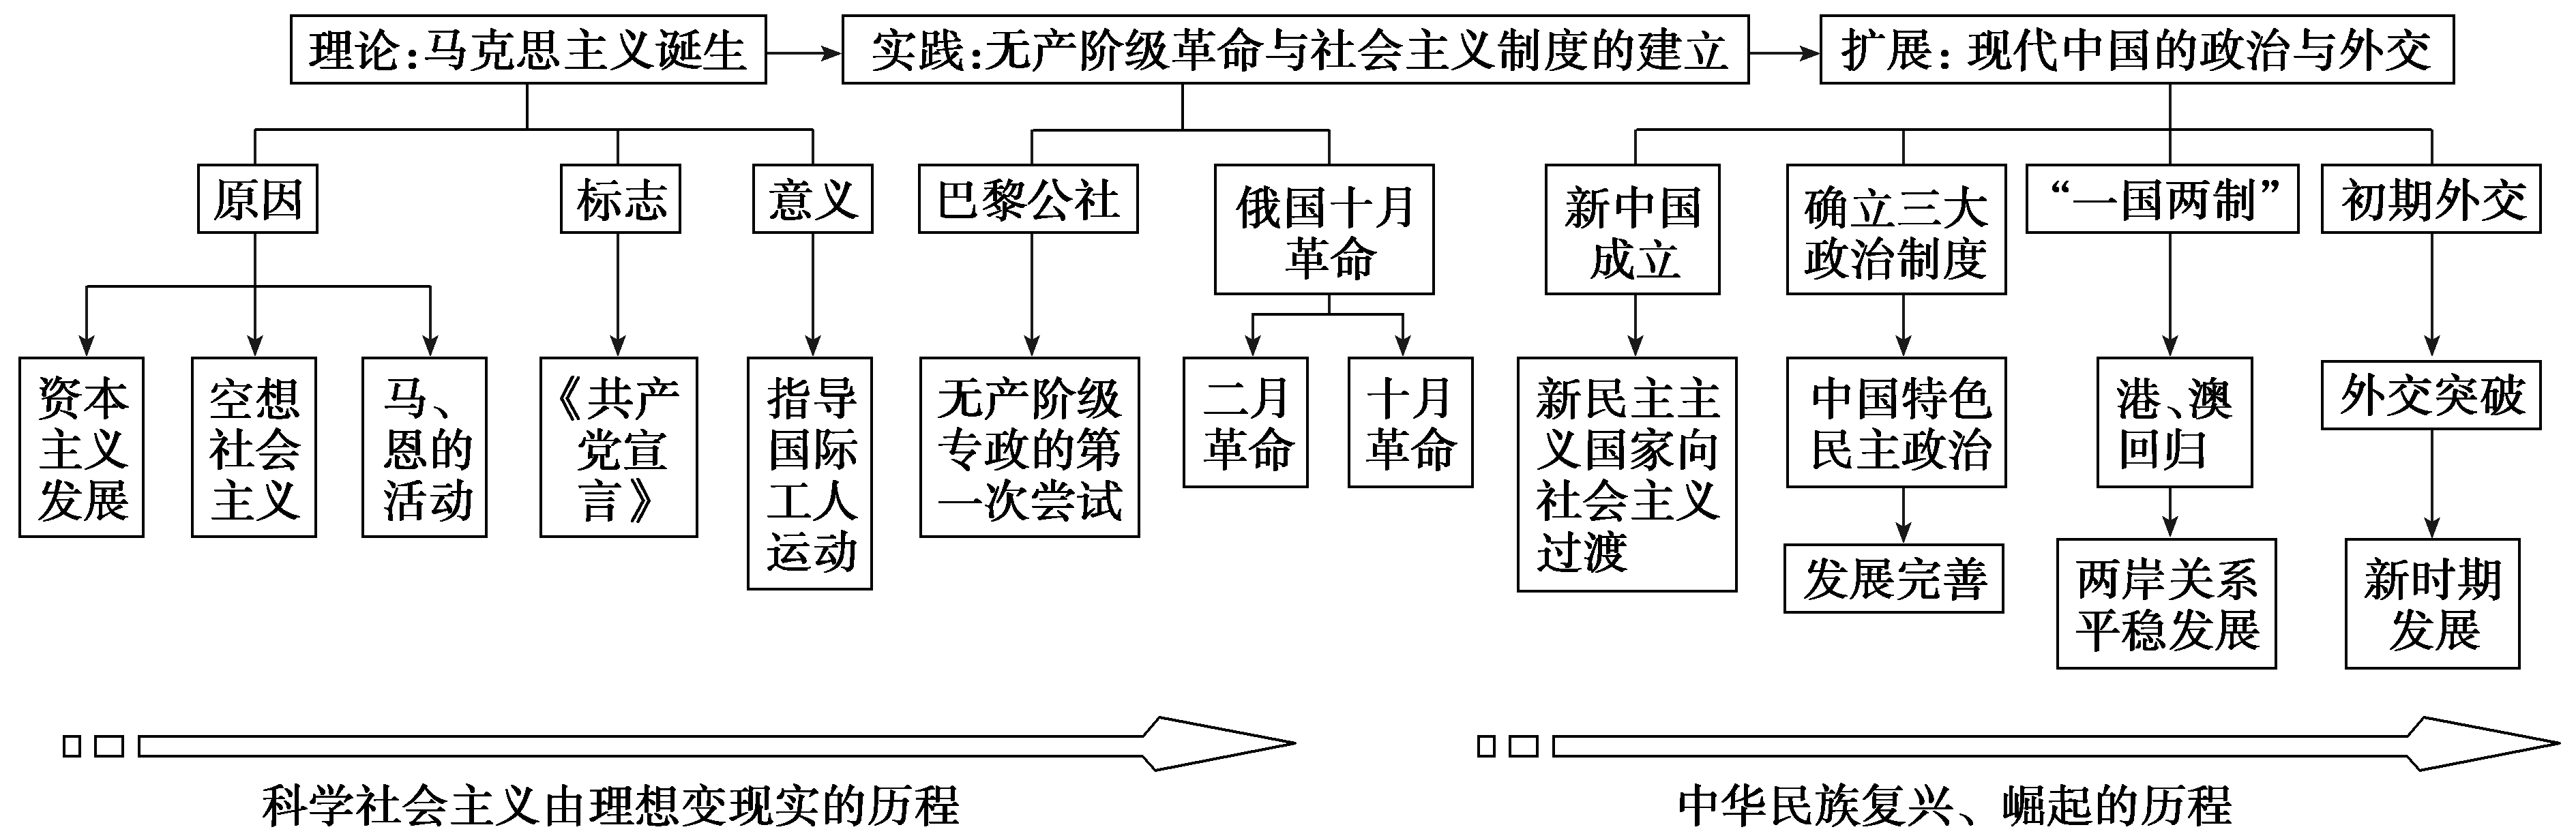 理论:马克思主义诞生
实践:无产阶级革命与社会主义制度的建立
扩展:现代中国的政治与外交
原因
标志
意义
巴黎公社
俄国十月
革命
新中国
成立
确立三大
政治制度
“一国两制”
初期外交
资本
主义
发展
空想
社会
主义
马、
恩的
活动
《共产
党宣
言》
指导
国际
工人
运动
无产阶级
专政的第
一次尝试
二月
革命
十月
革命
新民主主
义国家向
社会主义
过渡
中国特色
民主政治
港、澳
回归
外交突破
发展完善
两岸关系
平稳发展
新时期
发展
科学社会主义由理想变现实的历程
中华民族复兴、崛起的历程